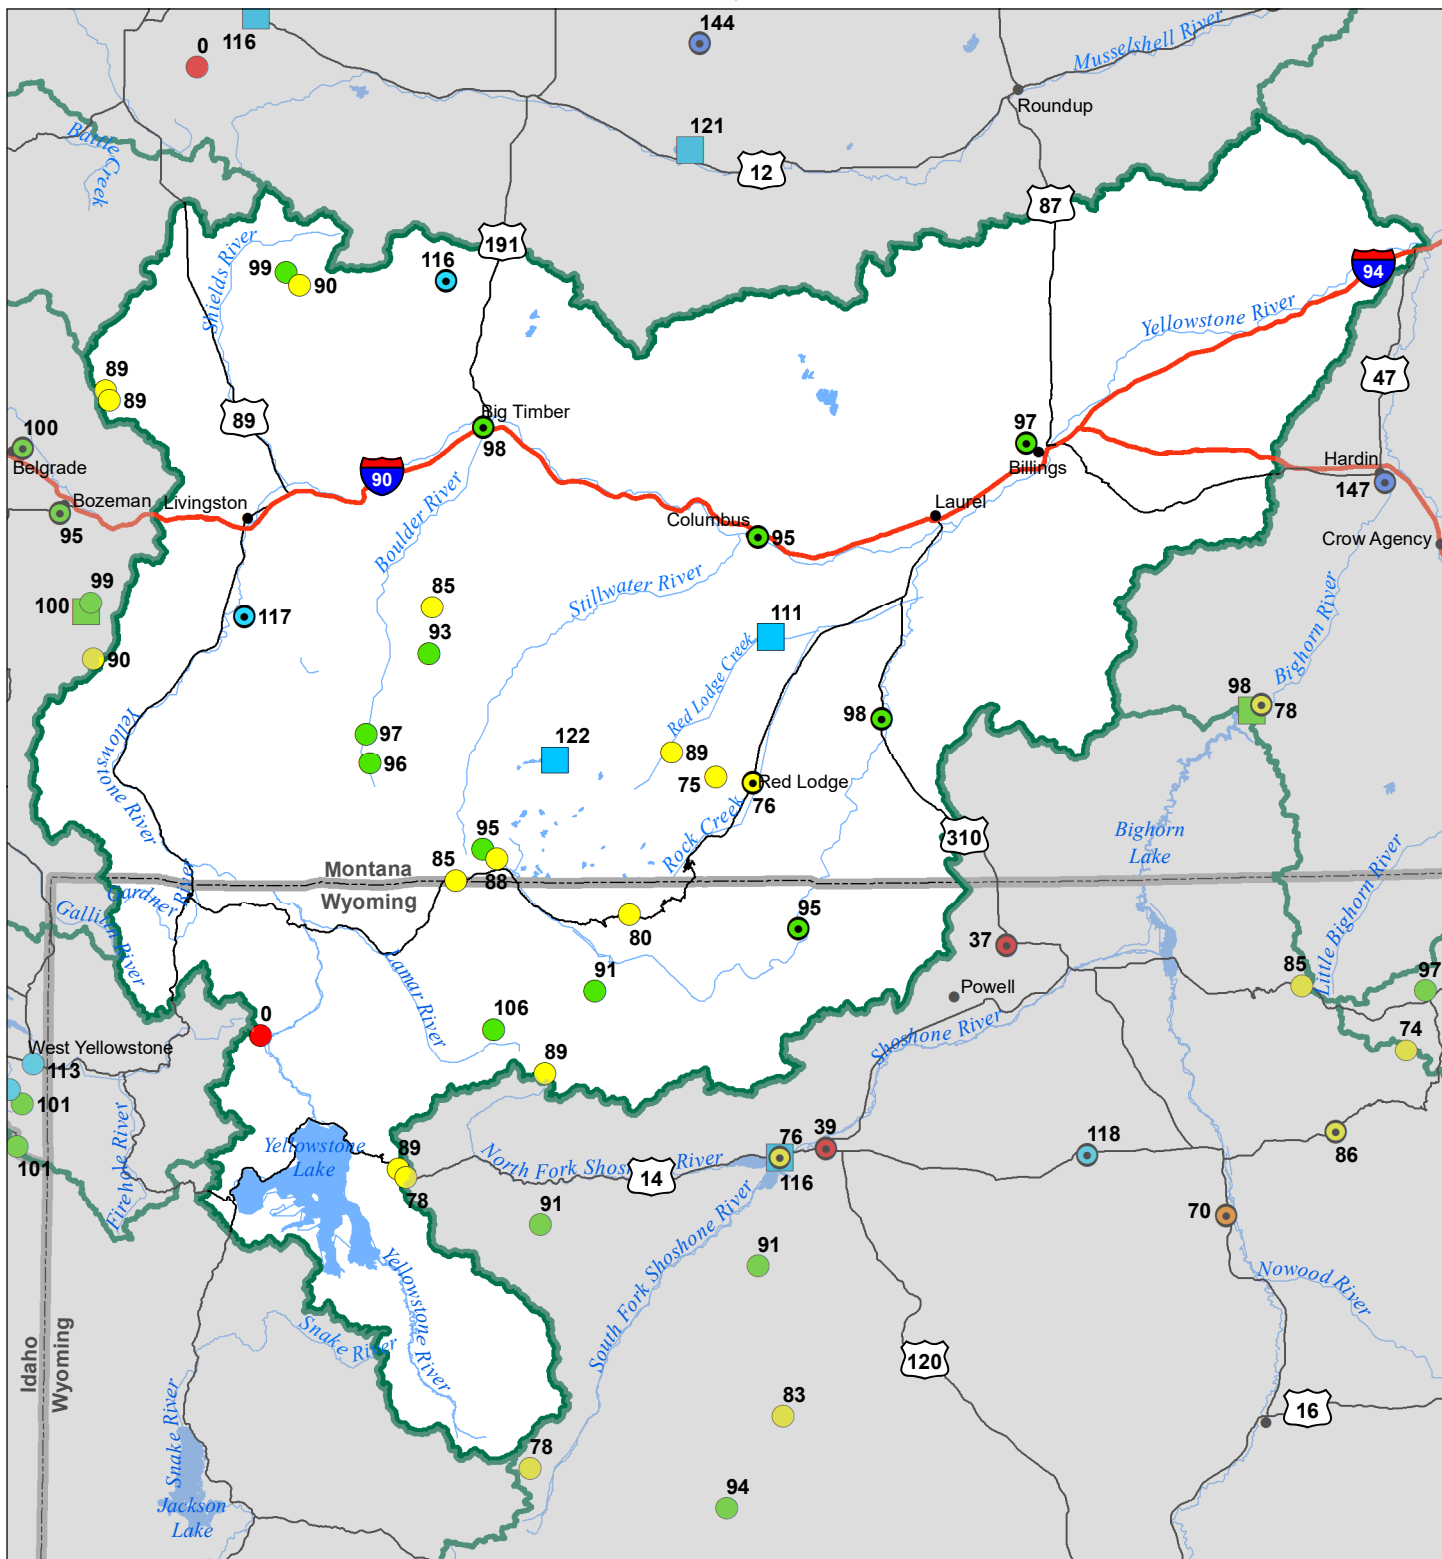 116
0
144
Musselshell River
Roundup
121
12
Battle
Creek
87
191
99
90
116
Shields River
94
Yellowstone River
89
89
47
89
Big Timber
98
97
Billings
100
Belgrade
90
Hardin
147
Bozeman
95
Livingston
Laurel
Columbus
95
Crow Agency
Boulder River
Stillwater River
99
100
85
93
117
111
90
Red Lodge Creek
Bighorn River
98
78
98
Yellowstone River
97
96
122
89
75
Red Lodge
76
Rock Creek
310
Bighorn
Lake
95
85
88
Montana
Wyoming
Gardner
River
Gallatin River
80
95
37
Little Bighorn River
Lamar River
91
Powell
85
97
0
106
Shoshone River
West Yellowstone
113
89
74
101
101
Firehole River
Yellowstone
Lake
89
78
North Fork Shoshone River
14
76
116
39
118
86
91
70
South Fork Shoshone River
91
Yellowstone River
Nowood River
Snake River
Idaho
Wyoming
120
Snake River
83
16
78
Jackson
Lake
94